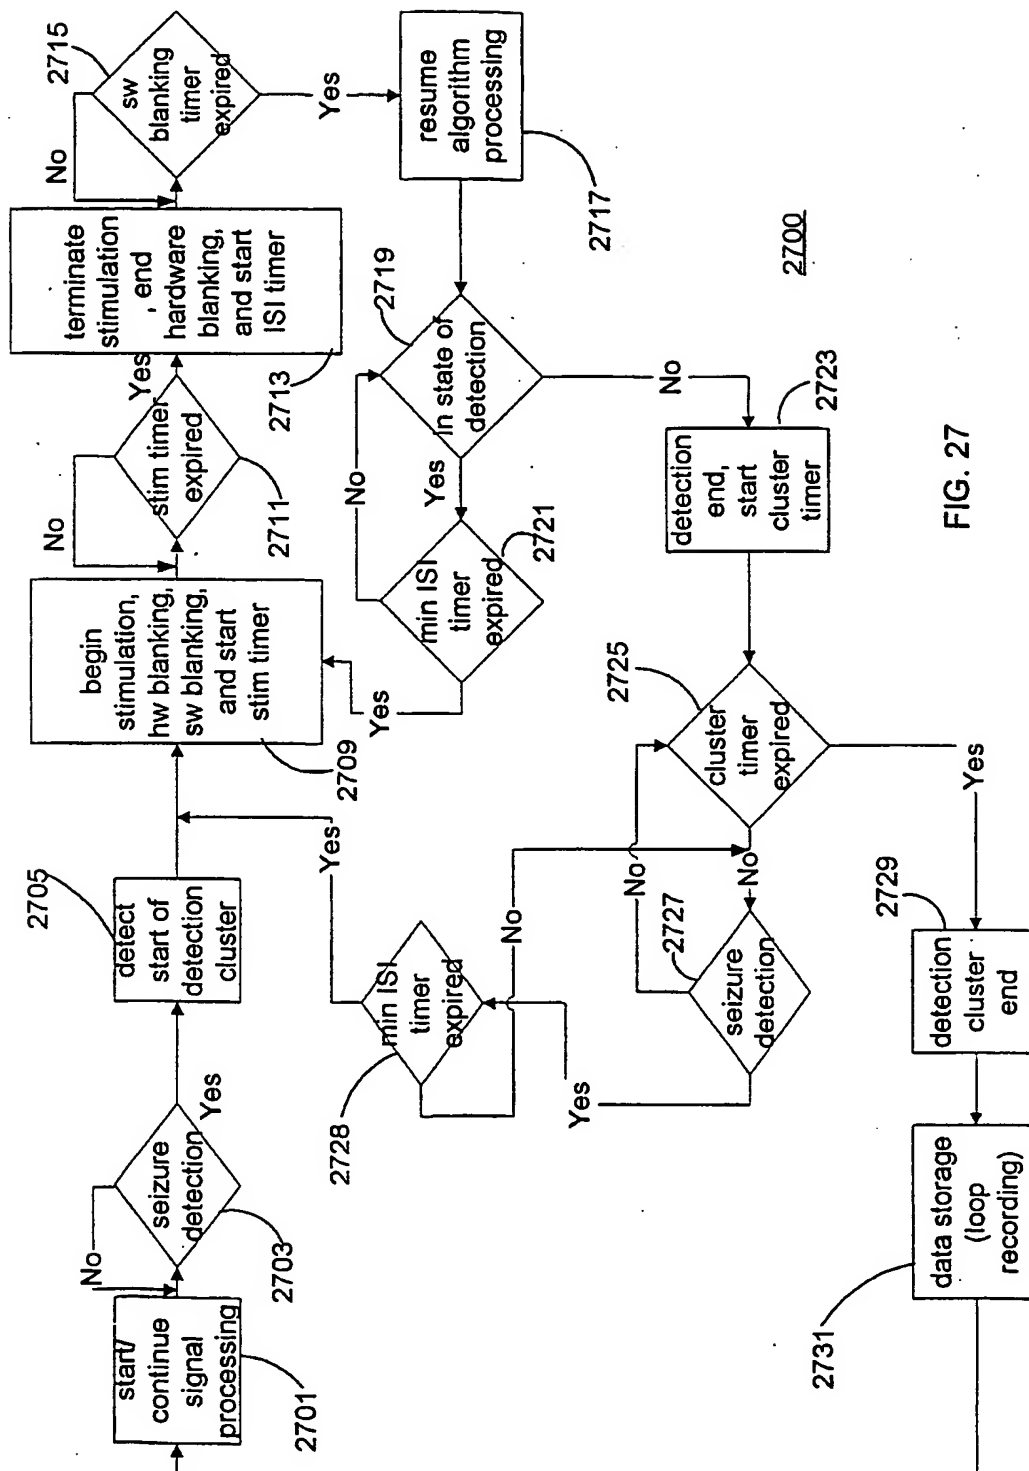 start/
continue
signal
processing
2701
No
seizure
detection
Yes
2703
detect
start of
detection
cluster
2705
begin
stimulation,
hw blanking,
sw blanking,
and start
stim timer
2709
No
stim timer
expired
Yes
2711
terminate
stimulation
, end
hardware
blanking,
and start
ISI timer
2713
No
sw
blanking
timer
expired
2715
Yes
resume
algorithm
processing
2717
in state of
detection
2719
No
Yes
min ISI
timer
expired
2721
Yes
No
detection
end,
start
cluster
timer
2723
cluster
timer
expired
2725
No
Yes
seizure
detection
2727
No
Yes
min ISI
timer
expired
2728
Yes
No
detection
cluster
end
2729
data storage
(loop
recording)
2731
2700
FIG. 27